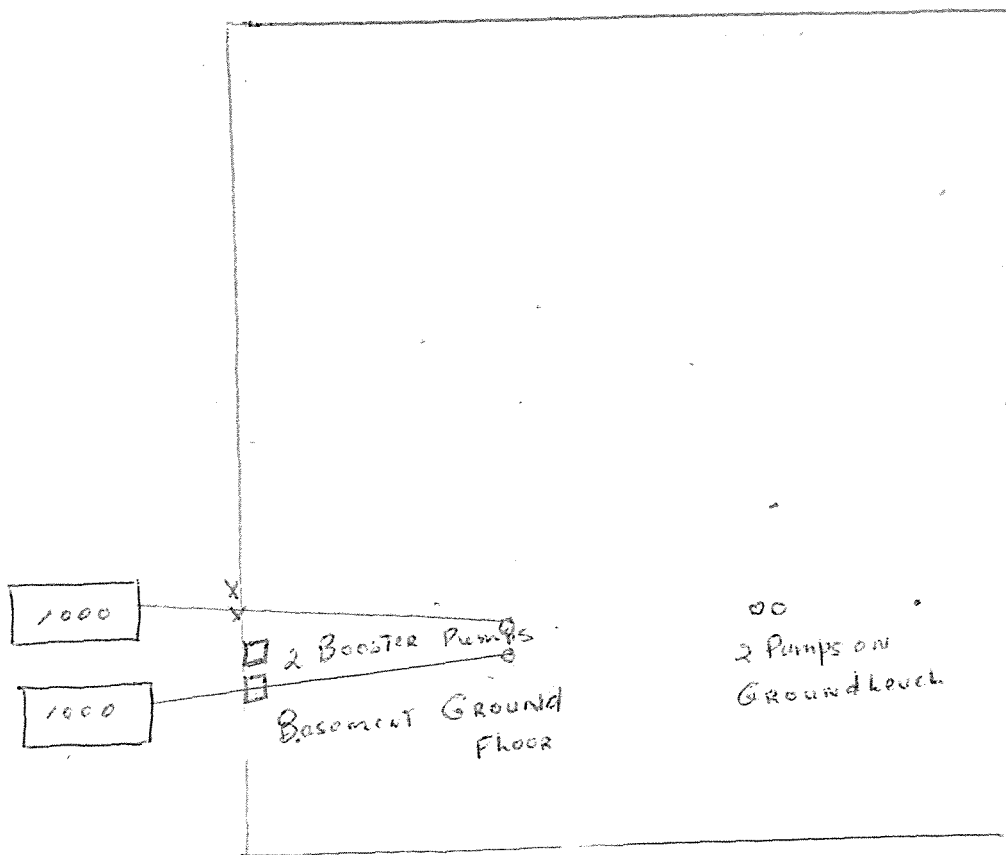 1000
X
X
2 Booster Pumps
1000
Basement Ground
Floor
2 Pumps on
Ground Level